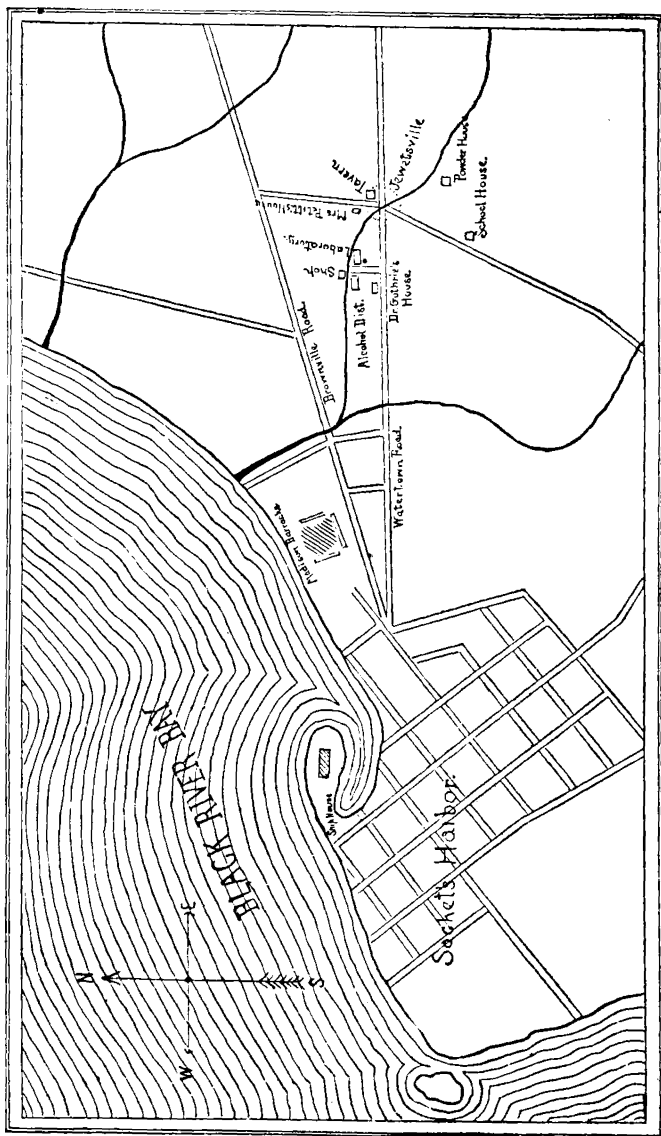 N
W
E
S
BLACK RIVER BAY
Ship House
Sacket's Harbor.
Madison Barracks
Brownville Road.
Watertown Road.
Alcohol Dist.
Dr Guthrie's
House
Shop.
Laboratory.
Tavern
Jewettsville
Powder House
School House.